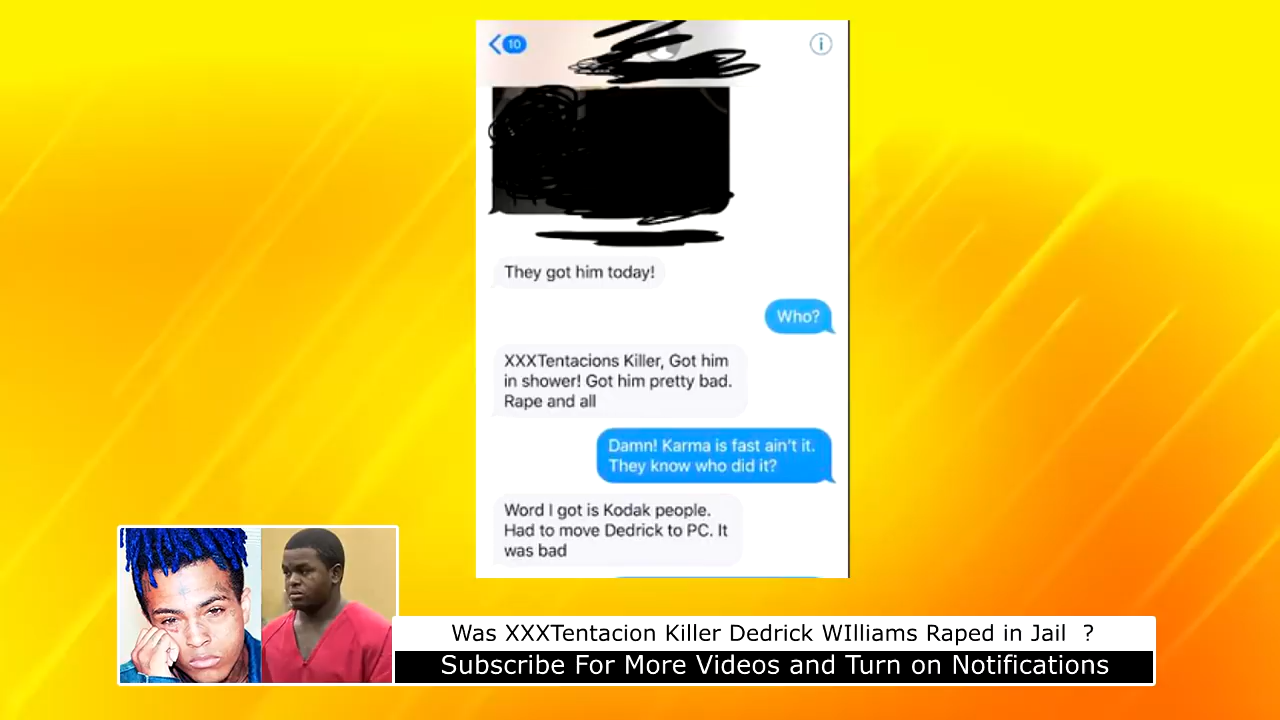 10
They got him today!
Who?
XXXTentacions Killer, Got him
in shower! Got him pretty bad.
Rape and all
Damn! Karma is fast ain't it.
They know who did it?
Word I got is Kodak people.
Had to move Dedrick to PC. It
was bad
Was XXXTentacion Killer Dedrick WIlliams Raped in Jail ?
Subscribe For More Videos and Turn on Notifications